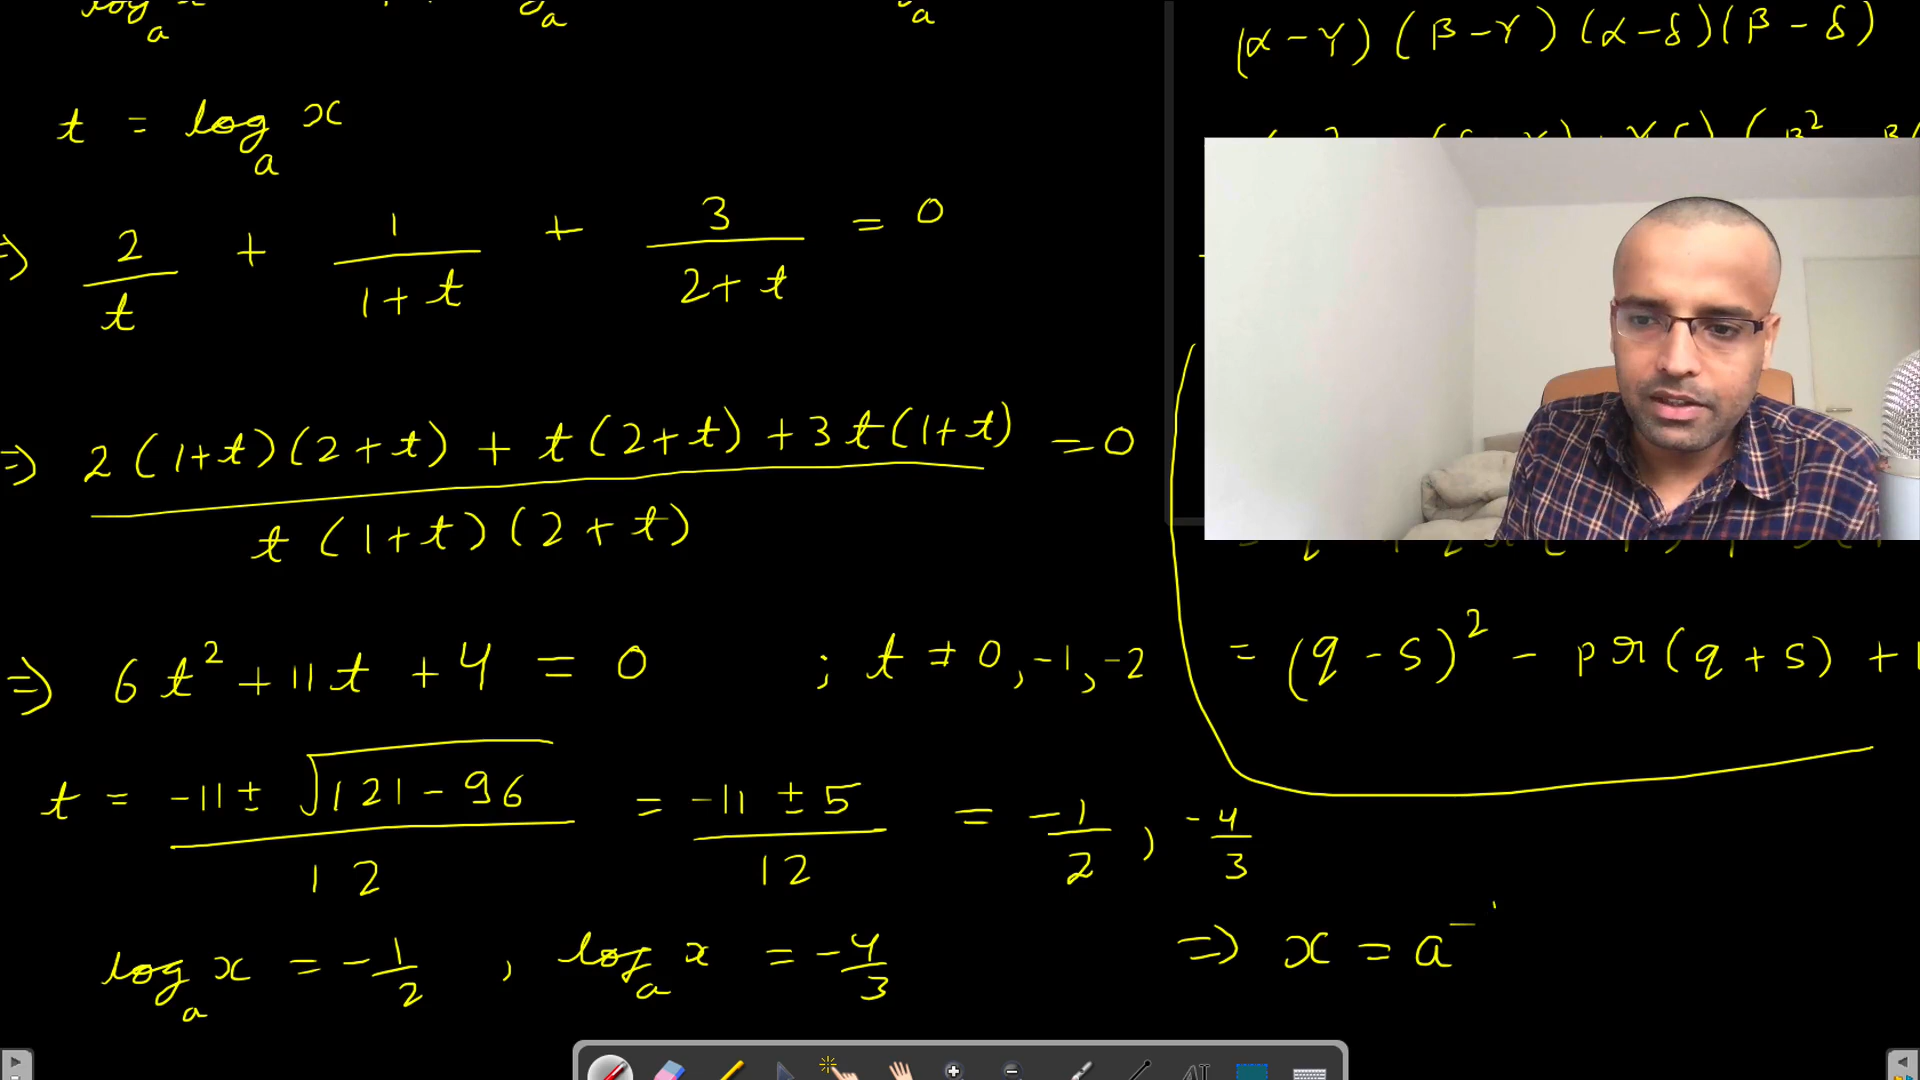 t = log_a x
⇒ 2/t + 1/(1+t) + 3/(2+t) = 0
⇒ (2(1+t)(2+t) + t(2+t) + 3t(1+t)) / (t(1+t)(2+t)) = 0
⇒ 6t² + 11t + 4 = 0 ; t ≠ 0, -1, -2
t = (-11 ± √(121 - 96)) / 12 = (-11 ± 5) / 12 = -1/2, -4/3
log_a x = -1/2, log_a x = -4/3 ⇒ x = a^-
(α - γ)(β - γ)(α - δ)(β - δ)
= (q - s)² - pr(q + s) +